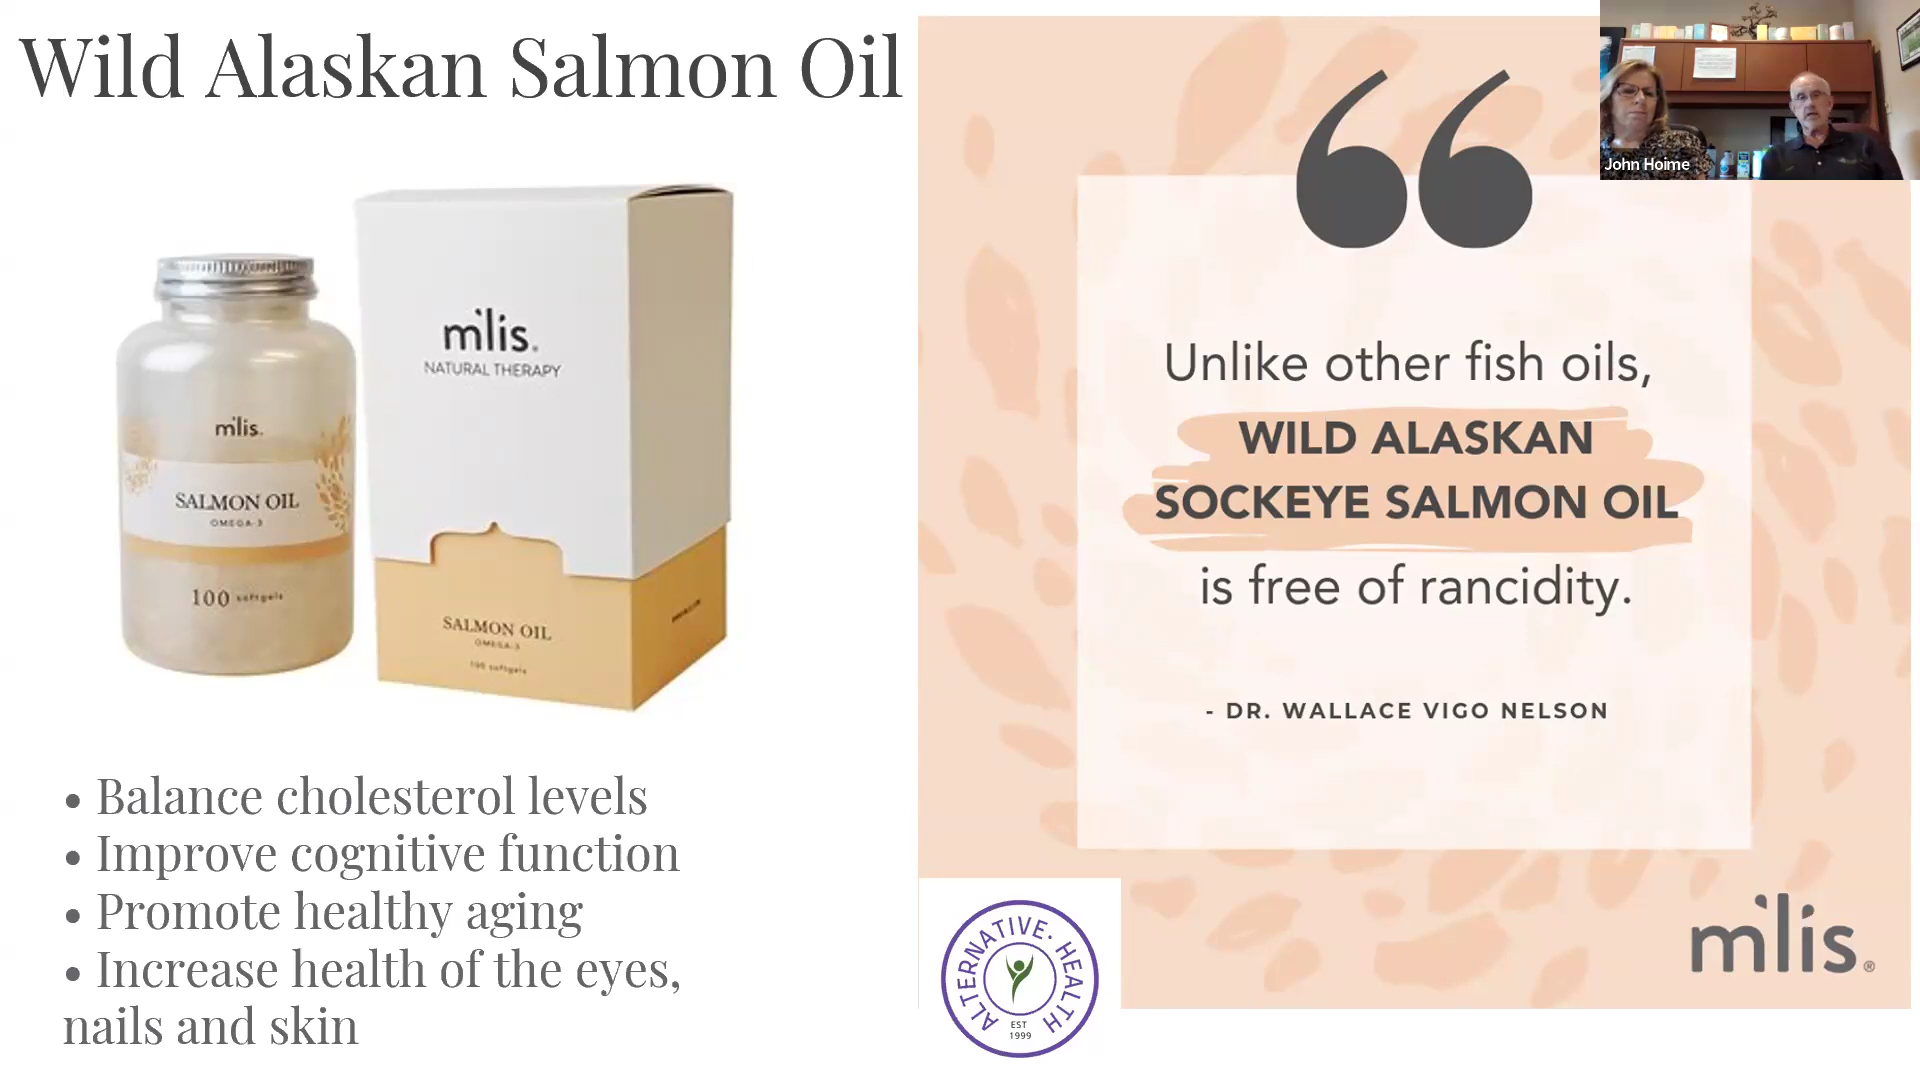 Wild Alaskan Salmon Oil
m'lis.
NATURAL THERAPY
m'lis.
SALMON OIL
OMEGA-3
100 softgels
SALMON OIL
OMEGA-3
100 softgels
• Balance cholesterol levels
• Improve cognitive function
• Promote healthy aging
• Increase health of the eyes,
nails and skin
“
Unlike other fish oils,
WILD ALASKAN
SOCKEYE SALMON OIL
is free of rancidity.
- DR. WALLACE VIGO NELSON
ALTERNATIVE · HEALTH
EST
1999
m'lis.®
John Hoime